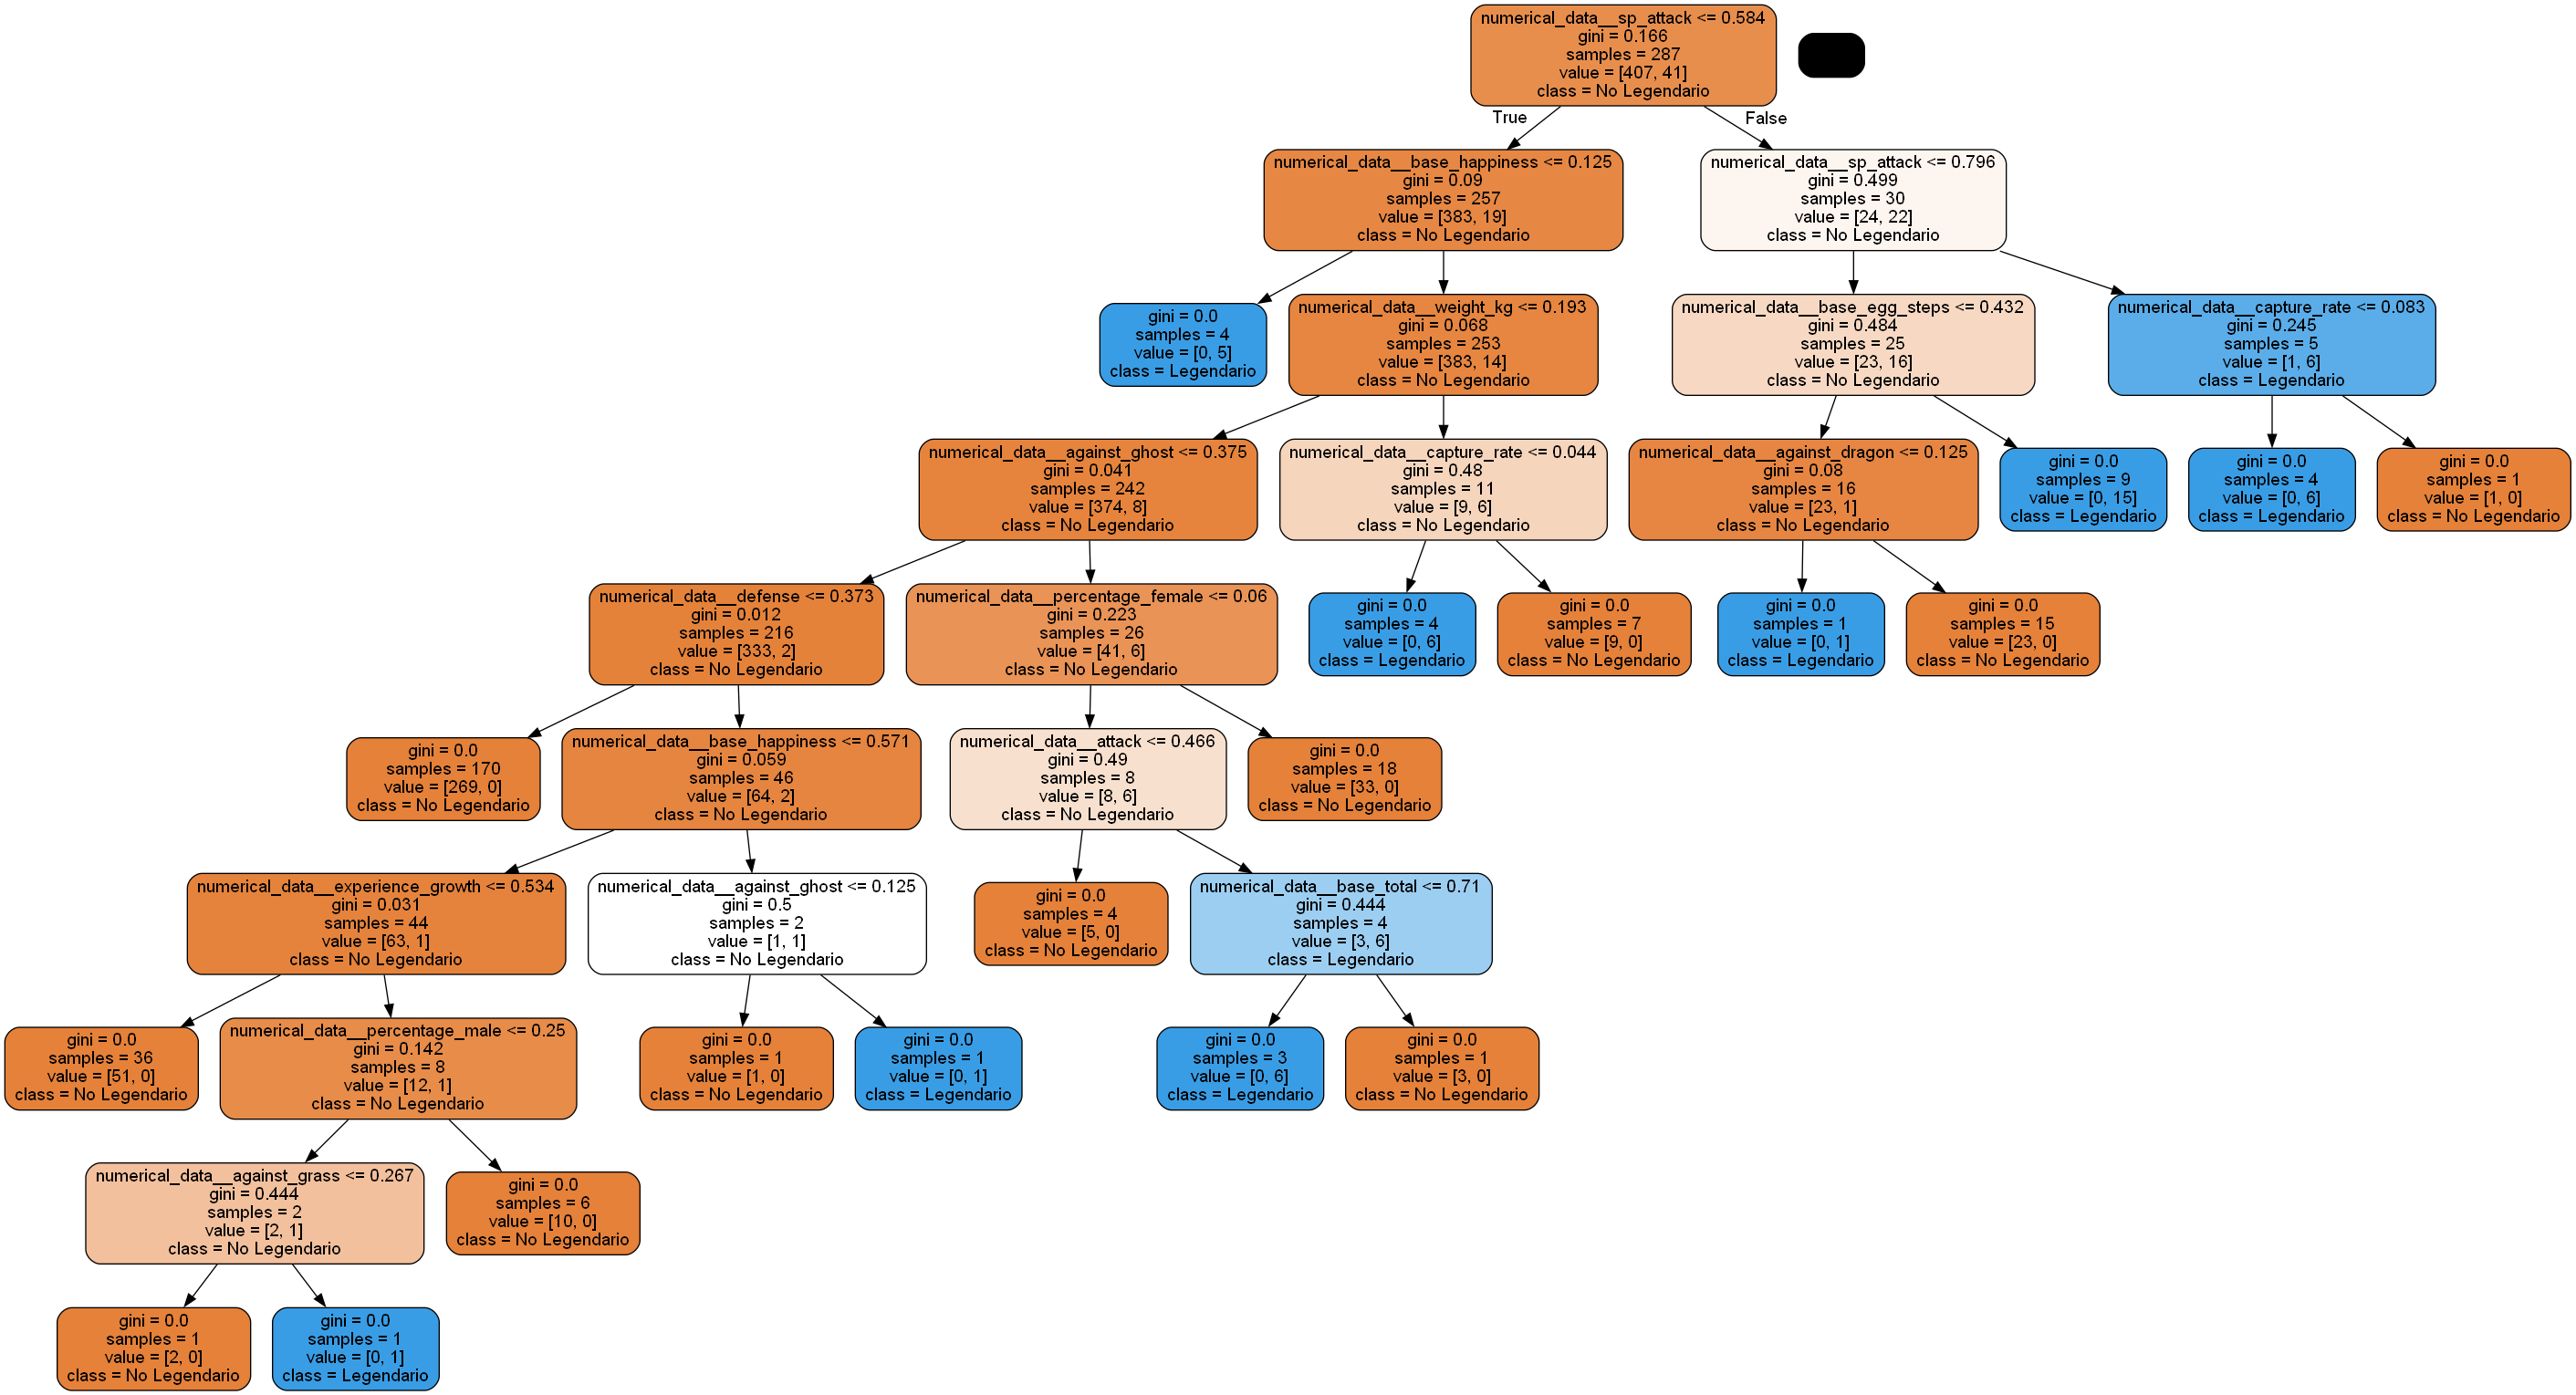 numerical_data__sp_attack <= 0.584
gini = 0.166
samples = 287
value = [407, 41]
class = No Legendario
True
False
numerical_data__base_happiness <= 0.125
gini = 0.09
samples = 257
value = [383, 19]
class = No Legendario
numerical_data__sp_attack <= 0.796
gini = 0.499
samples = 30
value = [24, 22]
class = No Legendario
gini = 0.0
samples = 4
value = [0, 5]
class = Legendario
numerical_data__weight_kg <= 0.193
gini = 0.068
samples = 253
value = [383, 14]
class = No Legendario
numerical_data__base_egg_steps <= 0.432
gini = 0.484
samples = 25
value = [23, 16]
class = No Legendario
numerical_data__capture_rate <= 0.083
gini = 0.245
samples = 5
value = [1, 6]
class = Legendario
numerical_data__against_ghost <= 0.375
gini = 0.041
samples = 242
value = [374, 8]
class = No Legendario
numerical_data__capture_rate <= 0.044
gini = 0.48
samples = 11
value = [9, 6]
class = No Legendario
numerical_data__against_dragon <= 0.125
gini = 0.08
samples = 16
value = [23, 1]
class = No Legendario
gini = 0.0
samples = 9
value = [0, 15]
class = Legendario
gini = 0.0
samples = 4
value = [0, 6]
class = Legendario
gini = 0.0
samples = 1
value = [1, 0]
class = No Legendario
numerical_data__defense <= 0.373
gini = 0.012
samples = 216
value = [333, 2]
class = No Legendario
numerical_data__percentage_female <= 0.06
gini = 0.223
samples = 26
value = [41, 6]
class = No Legendario
gini = 0.0
samples = 4
value = [0, 6]
class = Legendario
gini = 0.0
samples = 7
value = [9, 0]
class = No Legendario
gini = 0.0
samples = 1
value = [0, 1]
class = Legendario
gini = 0.0
samples = 15
value = [23, 0]
class = No Legendario
gini = 0.0
samples = 170
value = [269, 0]
class = No Legendario
numerical_data__base_happiness <= 0.571
gini = 0.059
samples = 46
value = [64, 2]
class = No Legendario
numerical_data__attack <= 0.466
gini = 0.49
samples = 8
value = [8, 6]
class = No Legendario
gini = 0.0
samples = 18
value = [33, 0]
class = No Legendario
numerical_data__experience_growth <= 0.534
gini = 0.031
samples = 44
value = [63, 1]
class = No Legendario
numerical_data__against_ghost <= 0.125
gini = 0.5
samples = 2
value = [1, 1]
class = No Legendario
gini = 0.0
samples = 4
value = [5, 0]
class = No Legendario
numerical_data__base_total <= 0.71
gini = 0.444
samples = 4
value = [3, 6]
class = Legendario
gini = 0.0
samples = 36
value = [51, 0]
class = No Legendario
numerical_data__percentage_male <= 0.25
gini = 0.142
samples = 8
value = [12, 1]
class = No Legendario
gini = 0.0
samples = 1
value = [1, 0]
class = No Legendario
gini = 0.0
samples = 1
value = [0, 1]
class = Legendario
gini = 0.0
samples = 3
value = [0, 6]
class = Legendario
gini = 0.0
samples = 1
value = [3, 0]
class = No Legendario
numerical_data__against_grass <= 0.267
gini = 0.444
samples = 2
value = [2, 1]
class = No Legendario
gini = 0.0
samples = 6
value = [10, 0]
class = No Legendario
gini = 0.0
samples = 1
value = [2, 0]
class = No Legendario
gini = 0.0
samples = 1
value = [0, 1]
class = Legendario